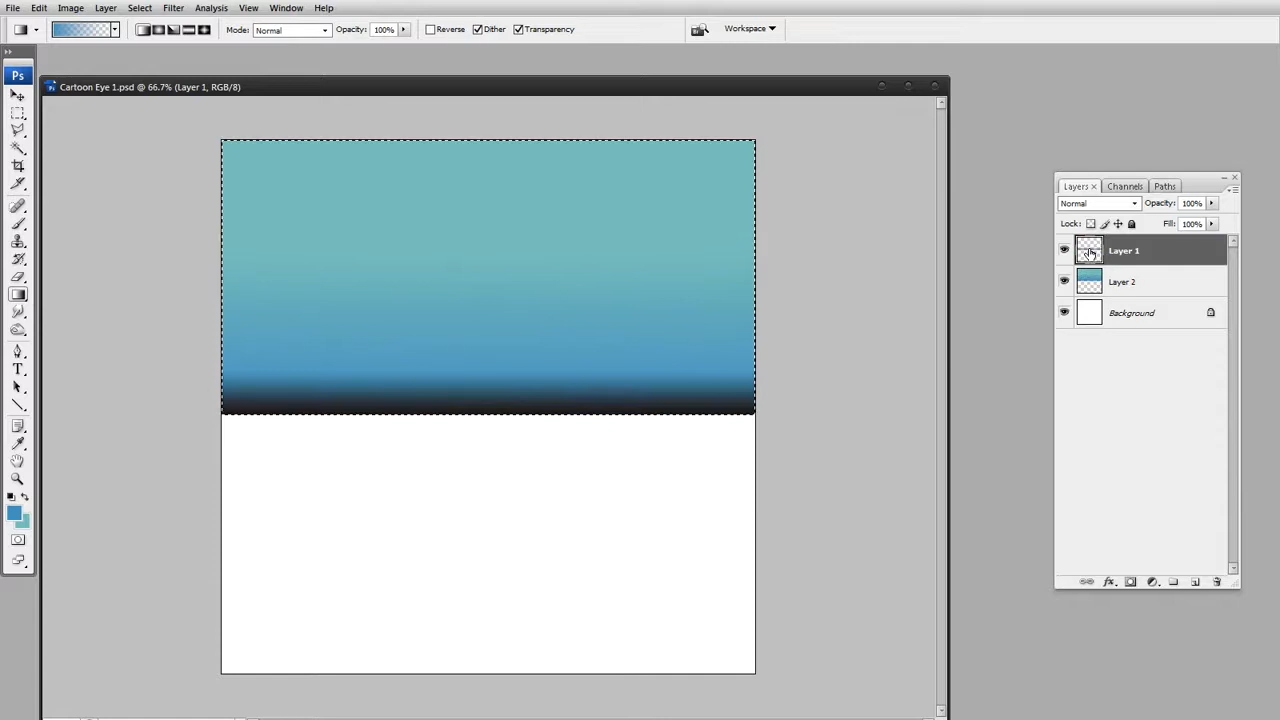 File Edit Image Layer Select Filter Analysis View Window Help
Mode: Normal Opacity: 100% Reverse Dither Transparency Workspace
Ps
Cartoon Eye 1.psd @ 66.7% (Layer 1, RGB/8)
Layers x Channels Paths
Normal Opacity: 100%
Lock: Fill: 100%
Layer 1
Layer 2
Background
T